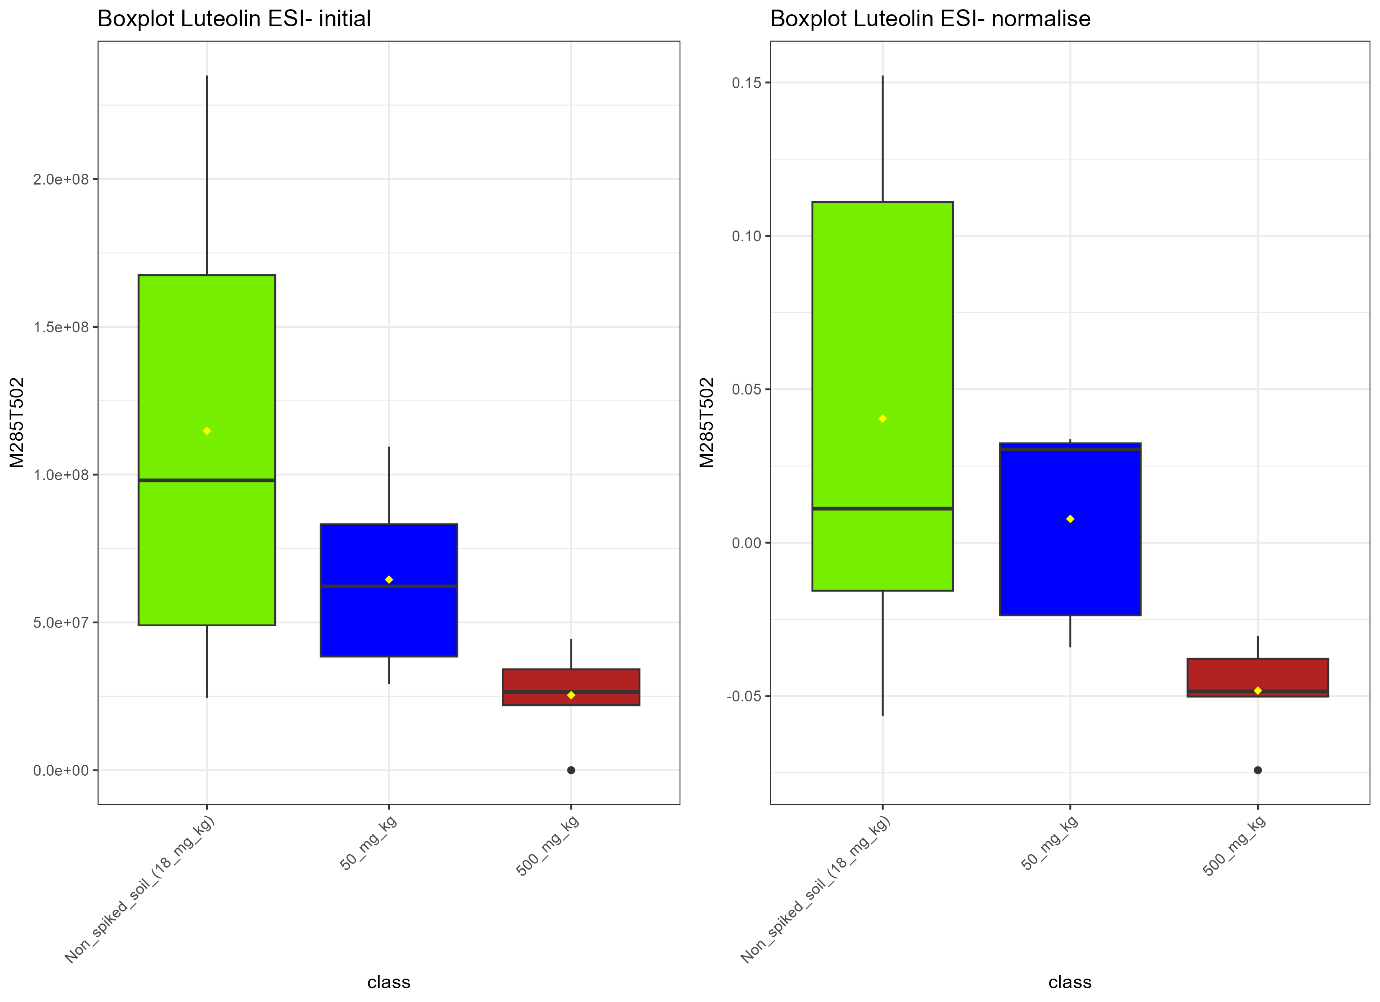 Boxplot Luteolin ESI- initial
M285T502
2.0e+08
1.5e+08
1.0e+08
5.0e+07
0.0e+00
Non_spiked_soil_(18_mg_kg)
50_mg_kg
500_mg_kg
class
Boxplot Luteolin ESI- normalise
M285T502
0.15
0.10
0.05
0.00
-0.05
Non_spiked_soil_(18_mg_kg)
50_mg_kg
500_mg_kg
class